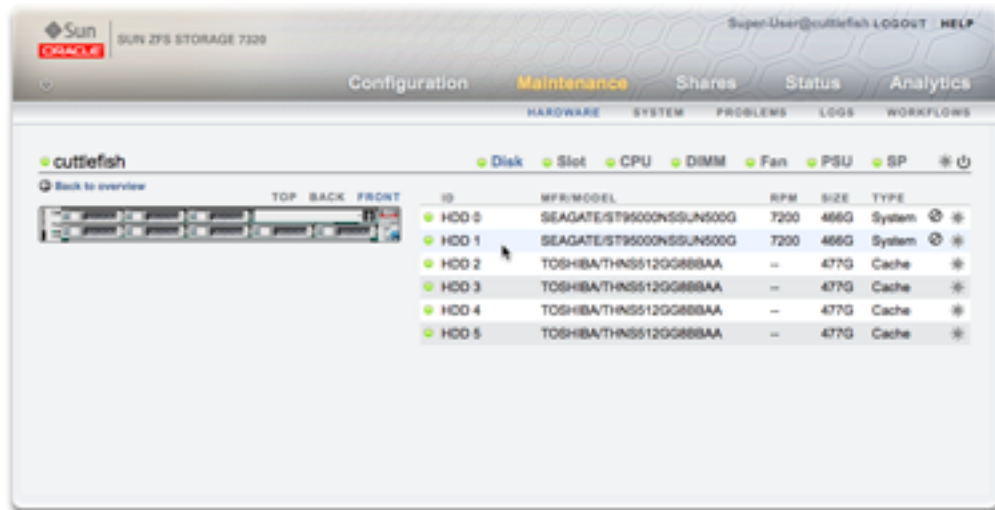 Sun
ORACLE
SUN ZFS STORAGE 7320
Super-User@cuttlefish LOGOUT HELP
Configuration Maintenance Shares Status Analytics
HARDWARE SYSTEM PROBLEMS LOGS WORKFLOWS
cuttlefish
Disk Slot CPU DIMM Fan PSU SP
Back to overview
TOP BACK FRONT
ID MFR/MODEL RPM SIZE TYPE
HDD 0 SEAGATE/ST95000NSSUN500G 7200 466G System
HDD 1 SEAGATE/ST95000NSSUN500G 7200 466G System
HDD 2 TOSHIBA/THNS512GG8BBAA -- 477G Cache
HDD 3 TOSHIBA/THNS512GG8BBAA -- 477G Cache
HDD 4 TOSHIBA/THNS512GG8BBAA -- 477G Cache
HDD 5 TOSHIBA/THNS512GG8BBAA -- 477G Cache